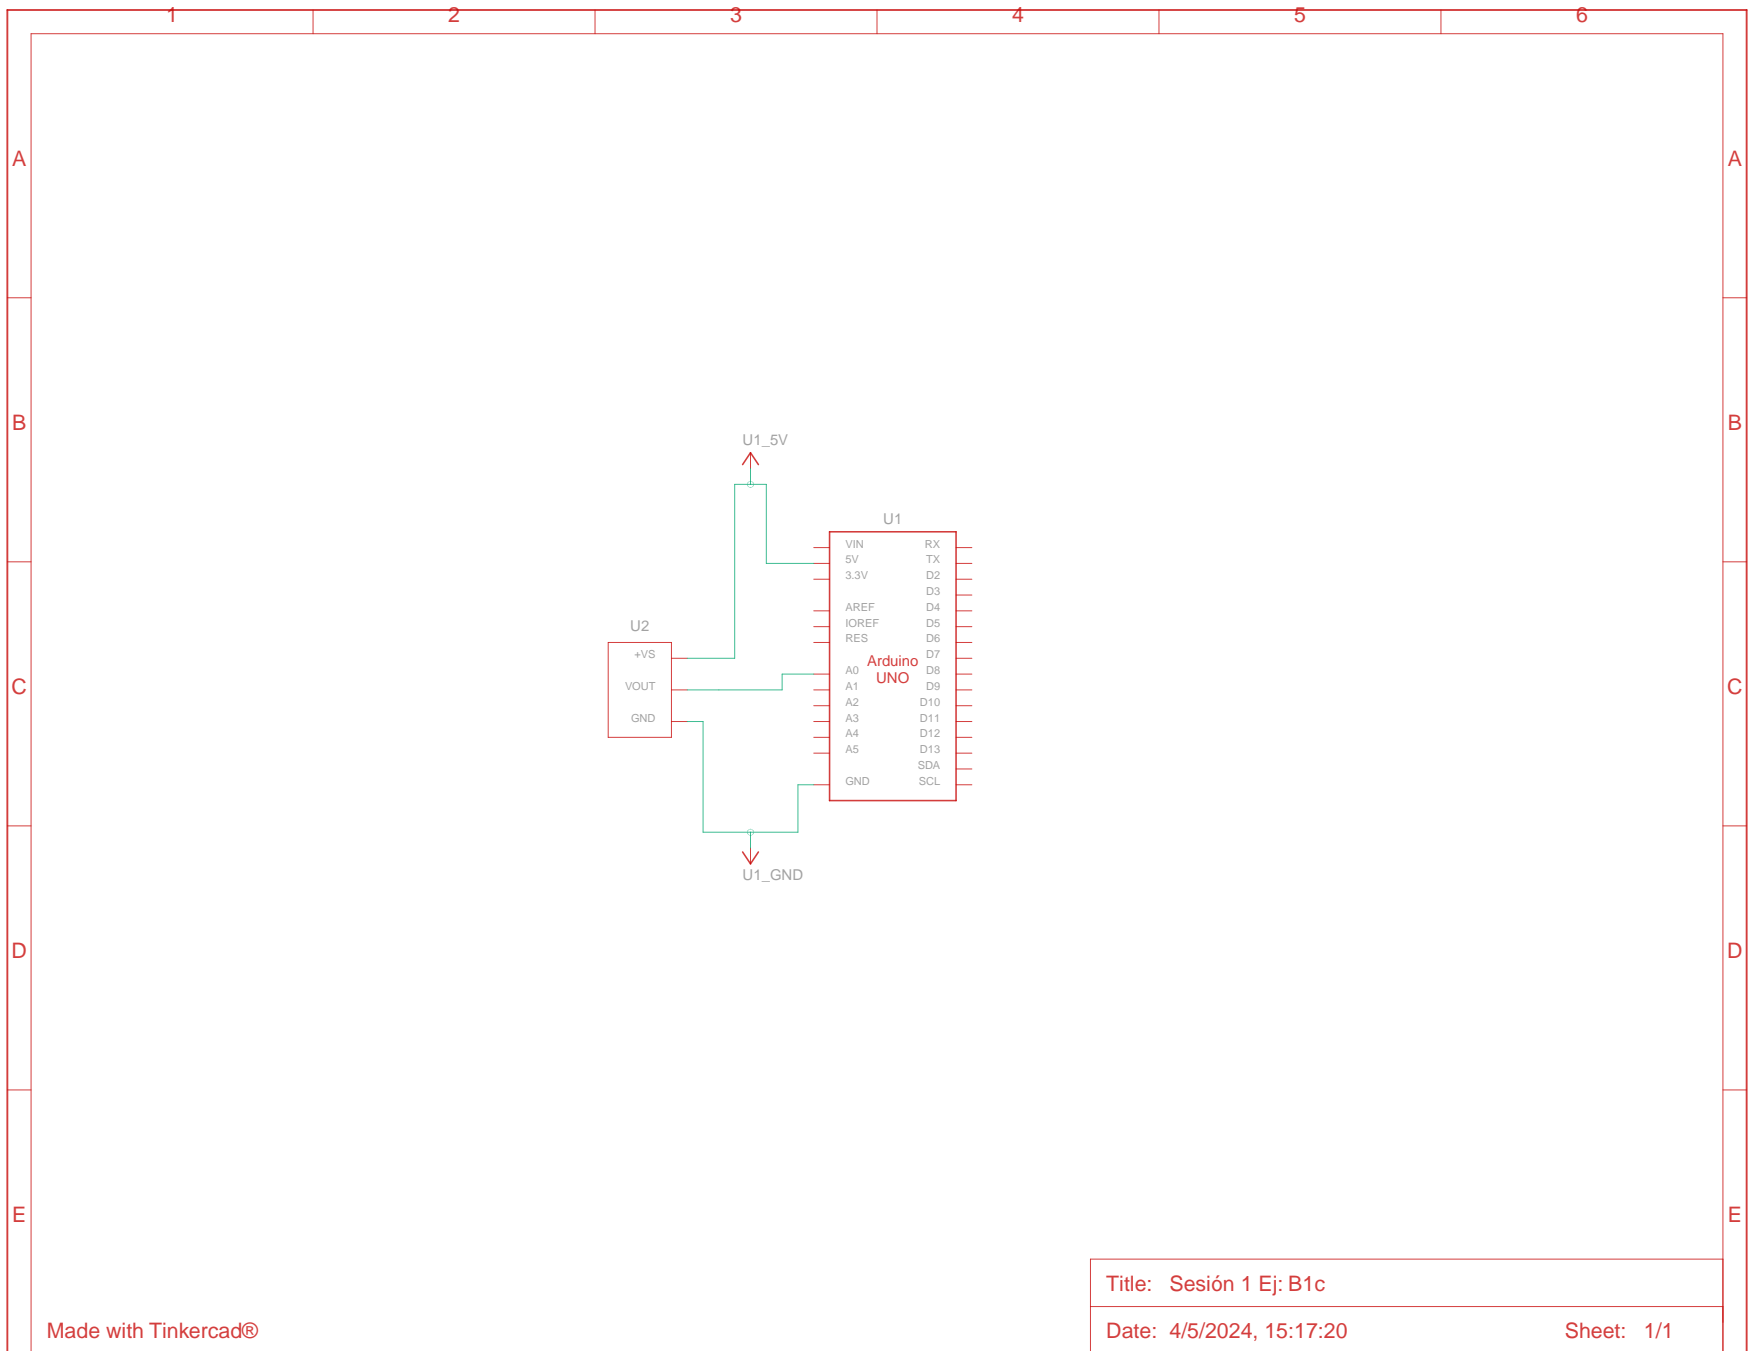 1 2 3 4 5 6
A A
B B
U1_5V
U1
VIN RX
5V TX
3.3V D2
D3
AREF D4
IOREF D5
RES D6
D7
A0 D8
A1 D9
A2 D10
A3 D11
A4 D12
A5 D13
SDA
GND SCL
Arduino
UNO
U2
+VS
VOUT
GND
C C
U1_GND
D D
E E
Title: Sesión 1 Ej: B1c
Made with Tinkercad®
Date: 4/5/2024, 15:17:20 Sheet: 1/1